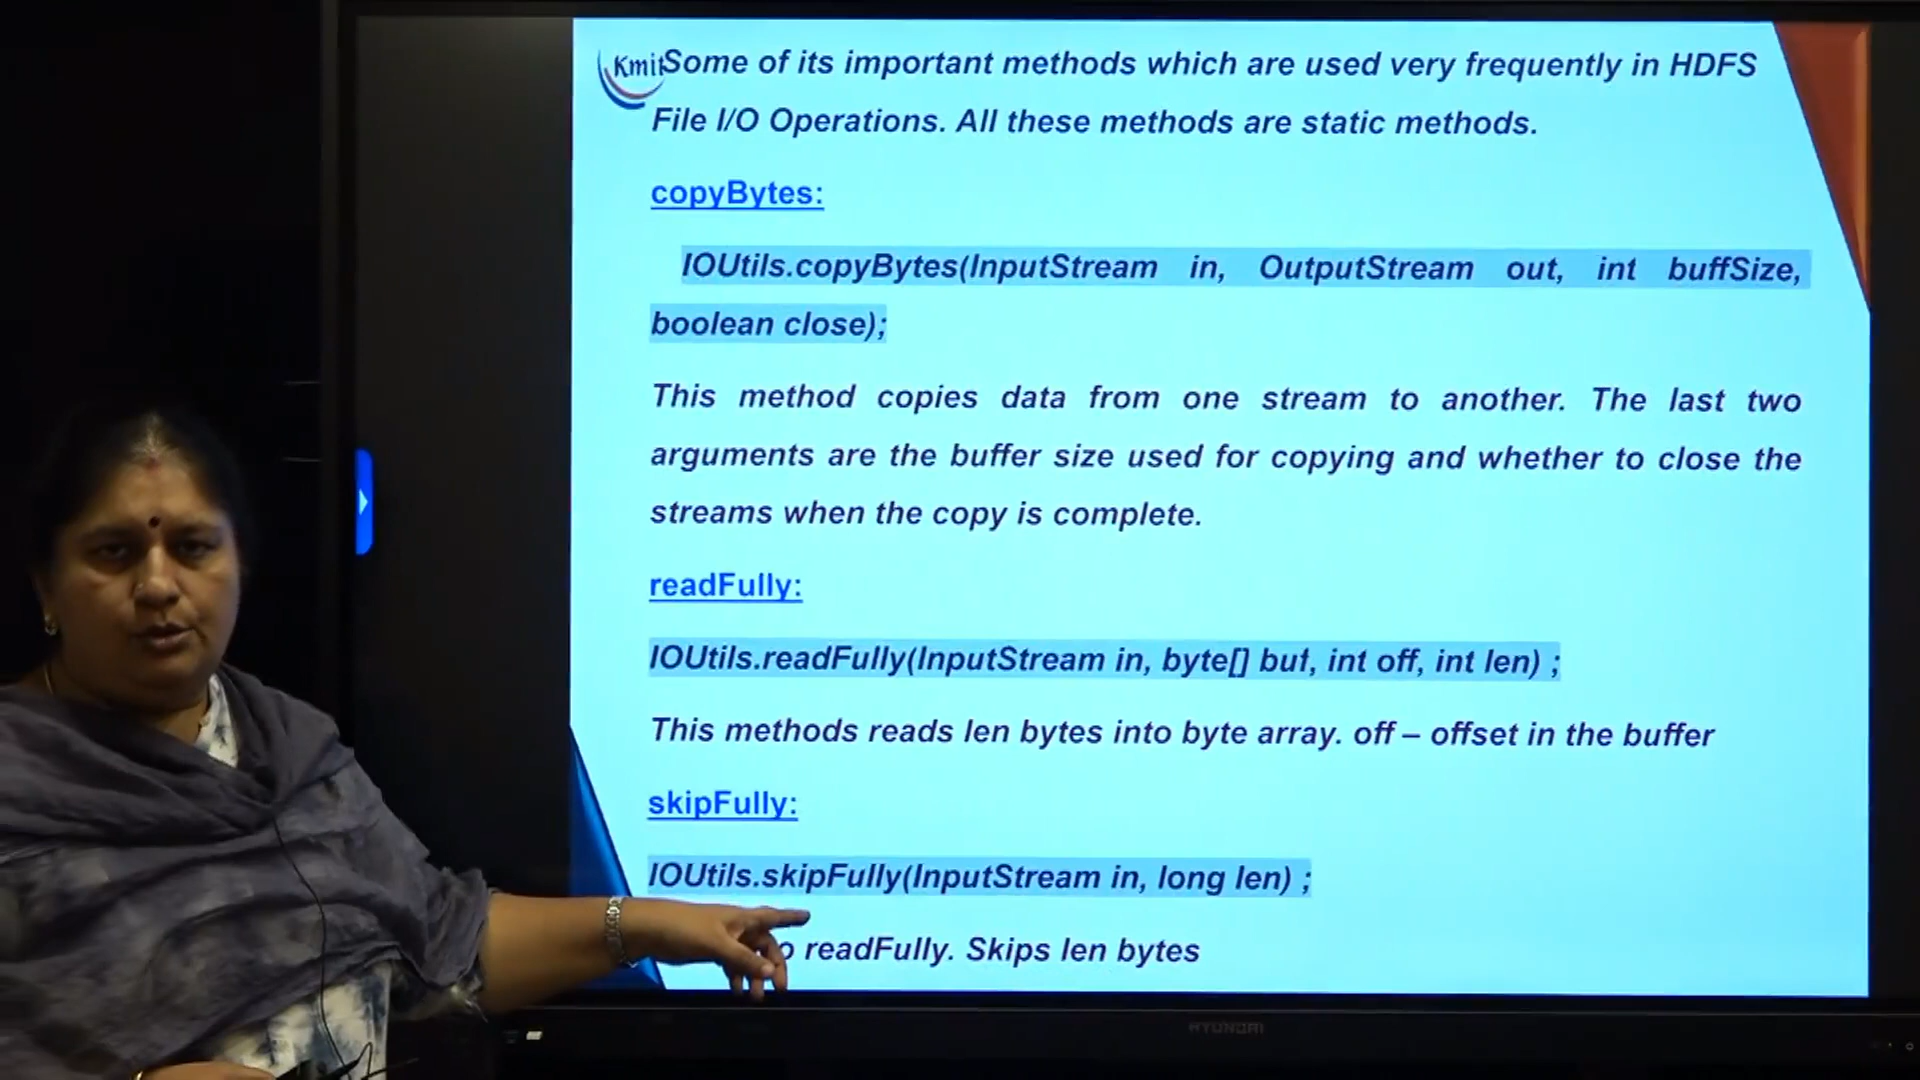 Kmit
Some of its important methods which are used very frequently in HDFS
File I/O Operations. All these methods are static methods.
copyBytes:
IOUtils.copyBytes(InputStream in, OutputStream out, int buffSize,
boolean close);
This method copies data from one stream to another. The last two
arguments are the buffer size used for copying and whether to close the
streams when the copy is complete.
readFully:
IOUtils.readFully(InputStream in, byte[] buf, int off, int len) ;
This methods reads len bytes into byte array. off – offset in the buffer
skipFully:
IOUtils.skipFully(InputStream in, long len) ;
readFully. Skips len bytes
HYUNDAI